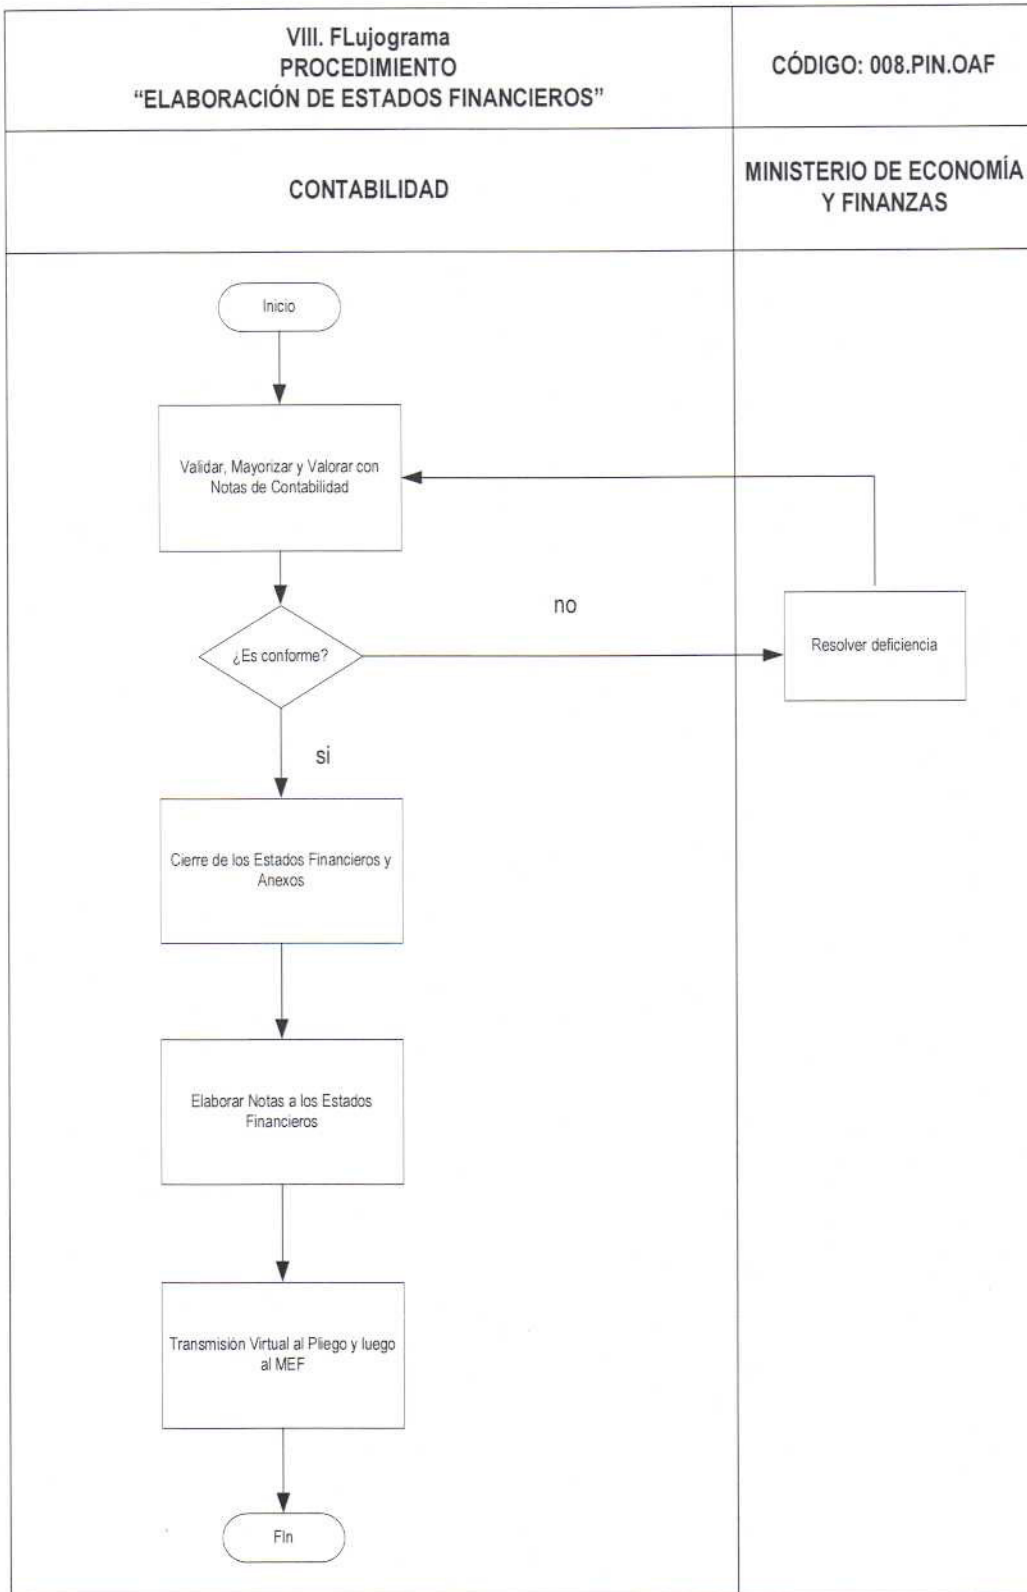 VIII. FLujograma
PROCEDIMIENTO
“ELABORACIÓN DE ESTADOS FINANCIEROS”
CÓDIGO: 008.PIN.OAF
CONTABILIDAD
MINISTERIO DE ECONOMÍA
Y FINANZAS
Inicio
Validar, Mayorizar y Valorar con
Notas de Contabilidad
no
¿Es conforme?
Resolver deficiencia
si
Cierre de los Estados Financieros y
Anexos
Elaborar Notas a los Estados
Financieros
Transmisión Virtual al Pliego y luego
al MEF
FIn